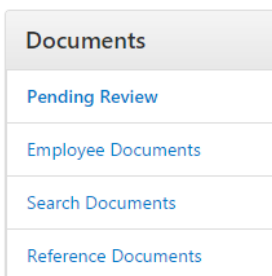 Documents
Pending Review
Employee Documents
Search Documents
Reference Documents